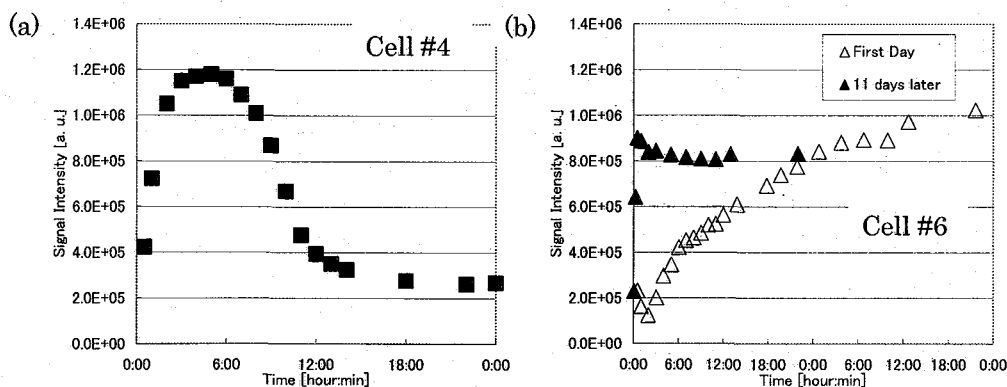 (a)
1.4E+06
1.2E+06
1.0E+06
8.0E+05
6.0E+05
4.0E+05
2.0E+05
0.0E+00
Signal Intensity [a. u.]
Cell #4
0:00 6:00 12:00 18:00 0:00
Time [hour:min]
(b)
1.4E+06
1.2E+06
1.0E+06
8.0E+05
6.0E+05
4.0E+05
2.0E+05
0.0E+00
Signal Intensity [a. u.]
△ First Day
▲ 11 days later
Cell #6
0:00 6:00 12:00 18:00 0:00 6:00 12:00 18:00 0:00
Time [hour:min]